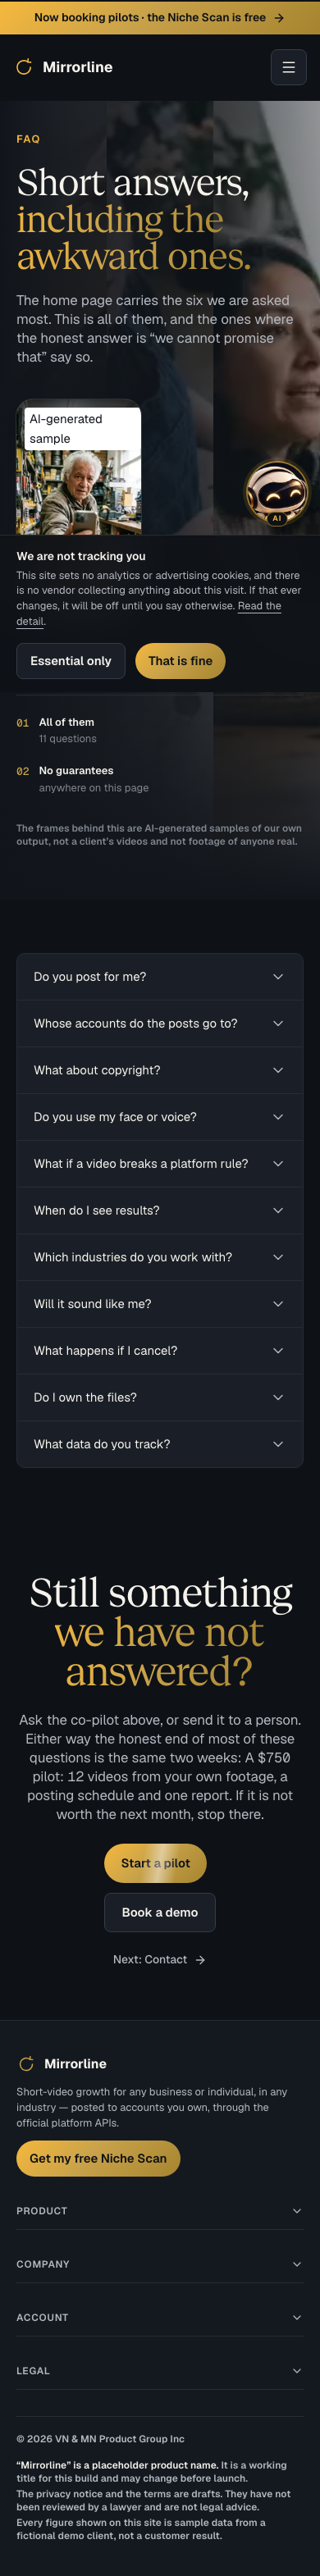 Now booking pilots · the Niche Scan is free →
Mirrorline
FAQ
Short answers,
including the
awkward ones.
The home page carries the six we are asked
most. This is all of them, and the ones where
the honest answer is “we cannot promise
that” say so.
AI-generated
sample
AI
We are not tracking you
This site sets no analytics or advertising cookies, and there
is no vendor collecting anything about this visit. If that ever
changes, it will be off until you say otherwise. Read the
detail.
Essential only
That is fine
01 All of them
11 questions
02 No guarantees
anywhere on this page
The frames behind this are AI-generated samples of our own
output, not a client’s videos and not footage of anyone real.
Do you post for me?
Whose accounts do the posts go to?
What about copyright?
Do you use my face or voice?
What if a video breaks a platform rule?
When do I see results?
Which industries do you work with?
Will it sound like me?
What happens if I cancel?
Do I own the files?
What data do you track?
Still something
we have not
answered?
Ask the co-pilot above, or send it to a person.
Either way the honest end of most of these
questions is the same two weeks: A $750
pilot: 12 videos from your own footage, a
posting schedule and one report. If it is not
worth the next month, stop there.
Start a pilot
Book a demo
Next: Contact →
Mirrorline
Short-video growth for any business or individual, in any
industry — posted to accounts you own, through the
official platform APIs.
Get my free Niche Scan
PRODUCT
COMPANY
ACCOUNT
LEGAL
© 2026 VN & MN Product Group Inc
“Mirrorline” is a placeholder product name. It is a working
title for this build and may change before launch.
The privacy notice and the terms are drafts. They have not
been reviewed by a lawyer and are not legal advice.
Every figure shown on this site is sample data from a
fictional demo client, not a customer result.